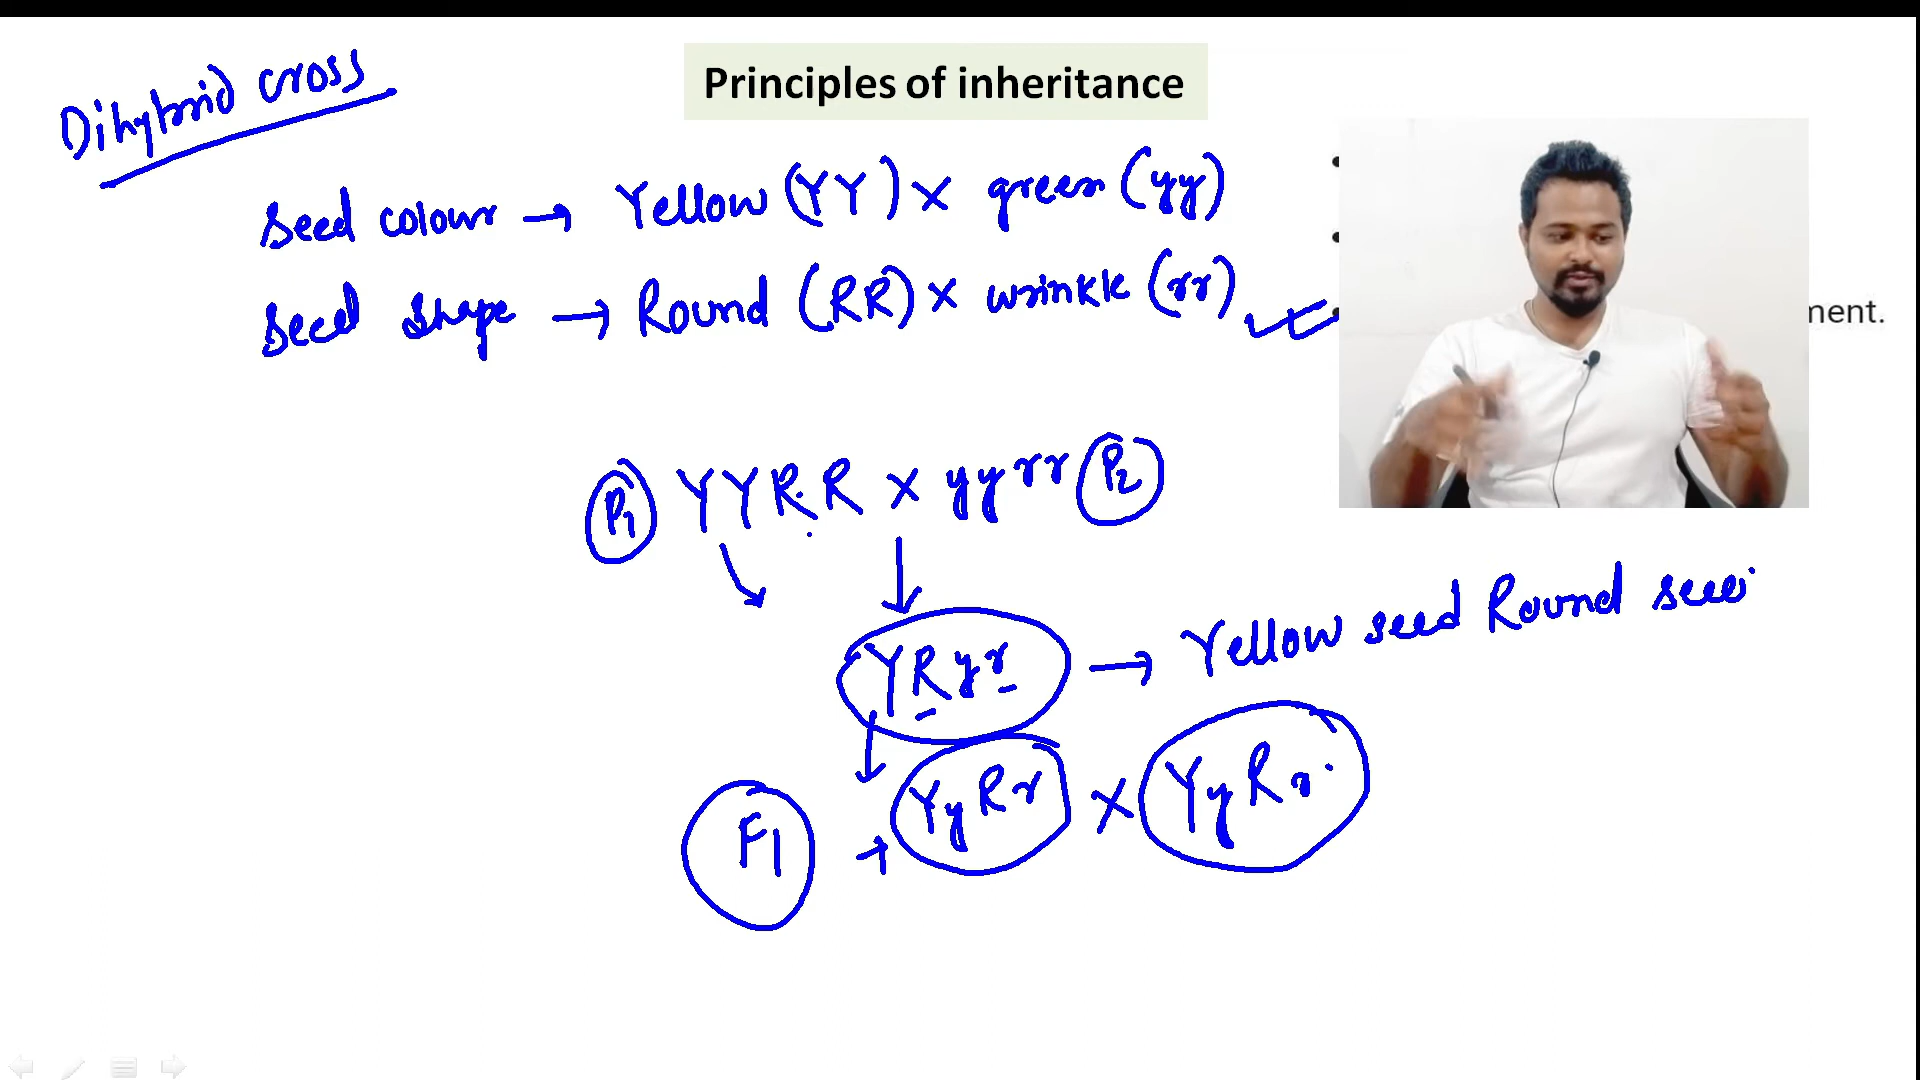 Principles of inheritance
Dihybrid cross
Seed colour → Yellow (YY) × green (yy)
Seed shape → Round (RR) × wrinkle (rr)
ment.
P1 YYRR × yyrr P2
YRyr → Yellow seed Round seed
F1 → YyRr × YyRr